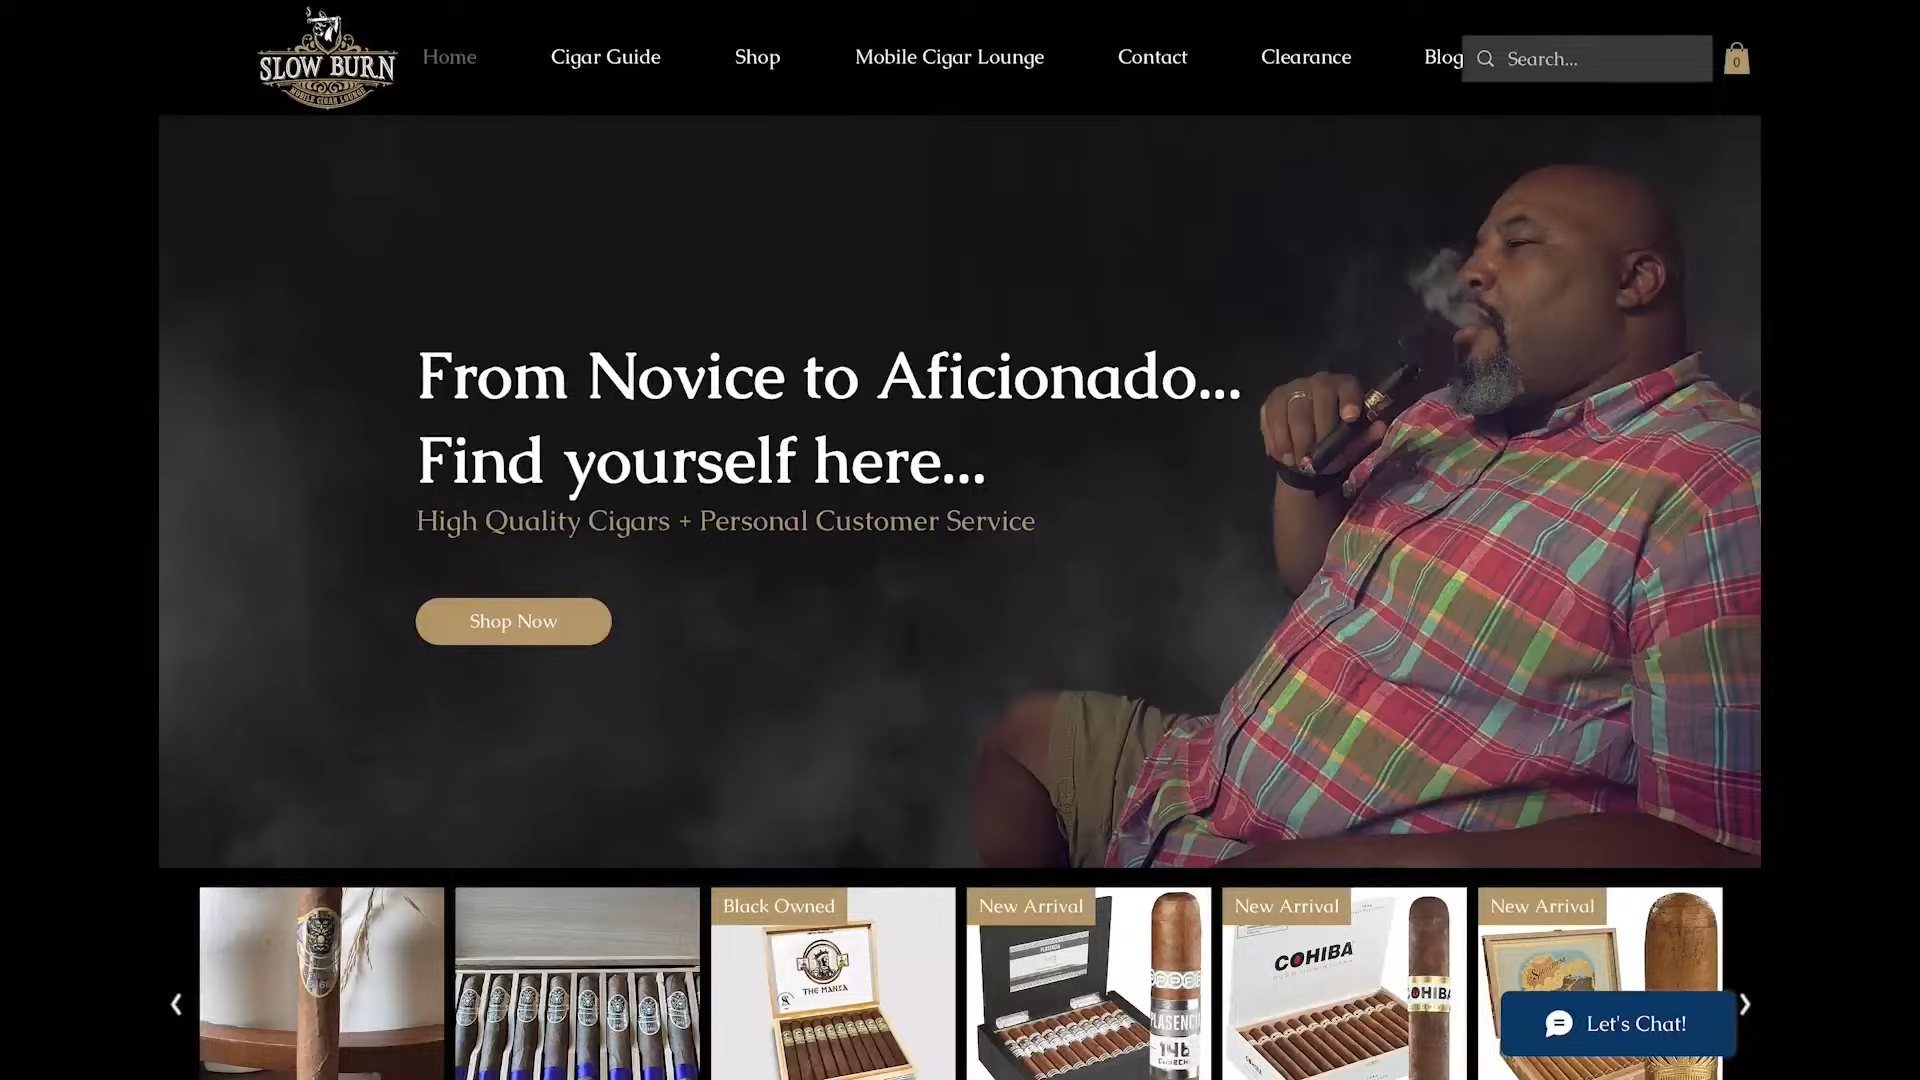 SLOW BURN
MOBILE CIGAR LOUNGE
Home
Cigar Guide
Shop
Mobile Cigar Lounge
Contact
Clearance
Blog
Search...
0
From Novice to Aficionado...
Find yourself here...
High Quality Cigars + Personal Customer Service
Shop Now
Black Owned
New Arrival
New Arrival
New Arrival
THE MANSA
PLASENCIA
146
COHIBA
COHIBA
Let's Chat!